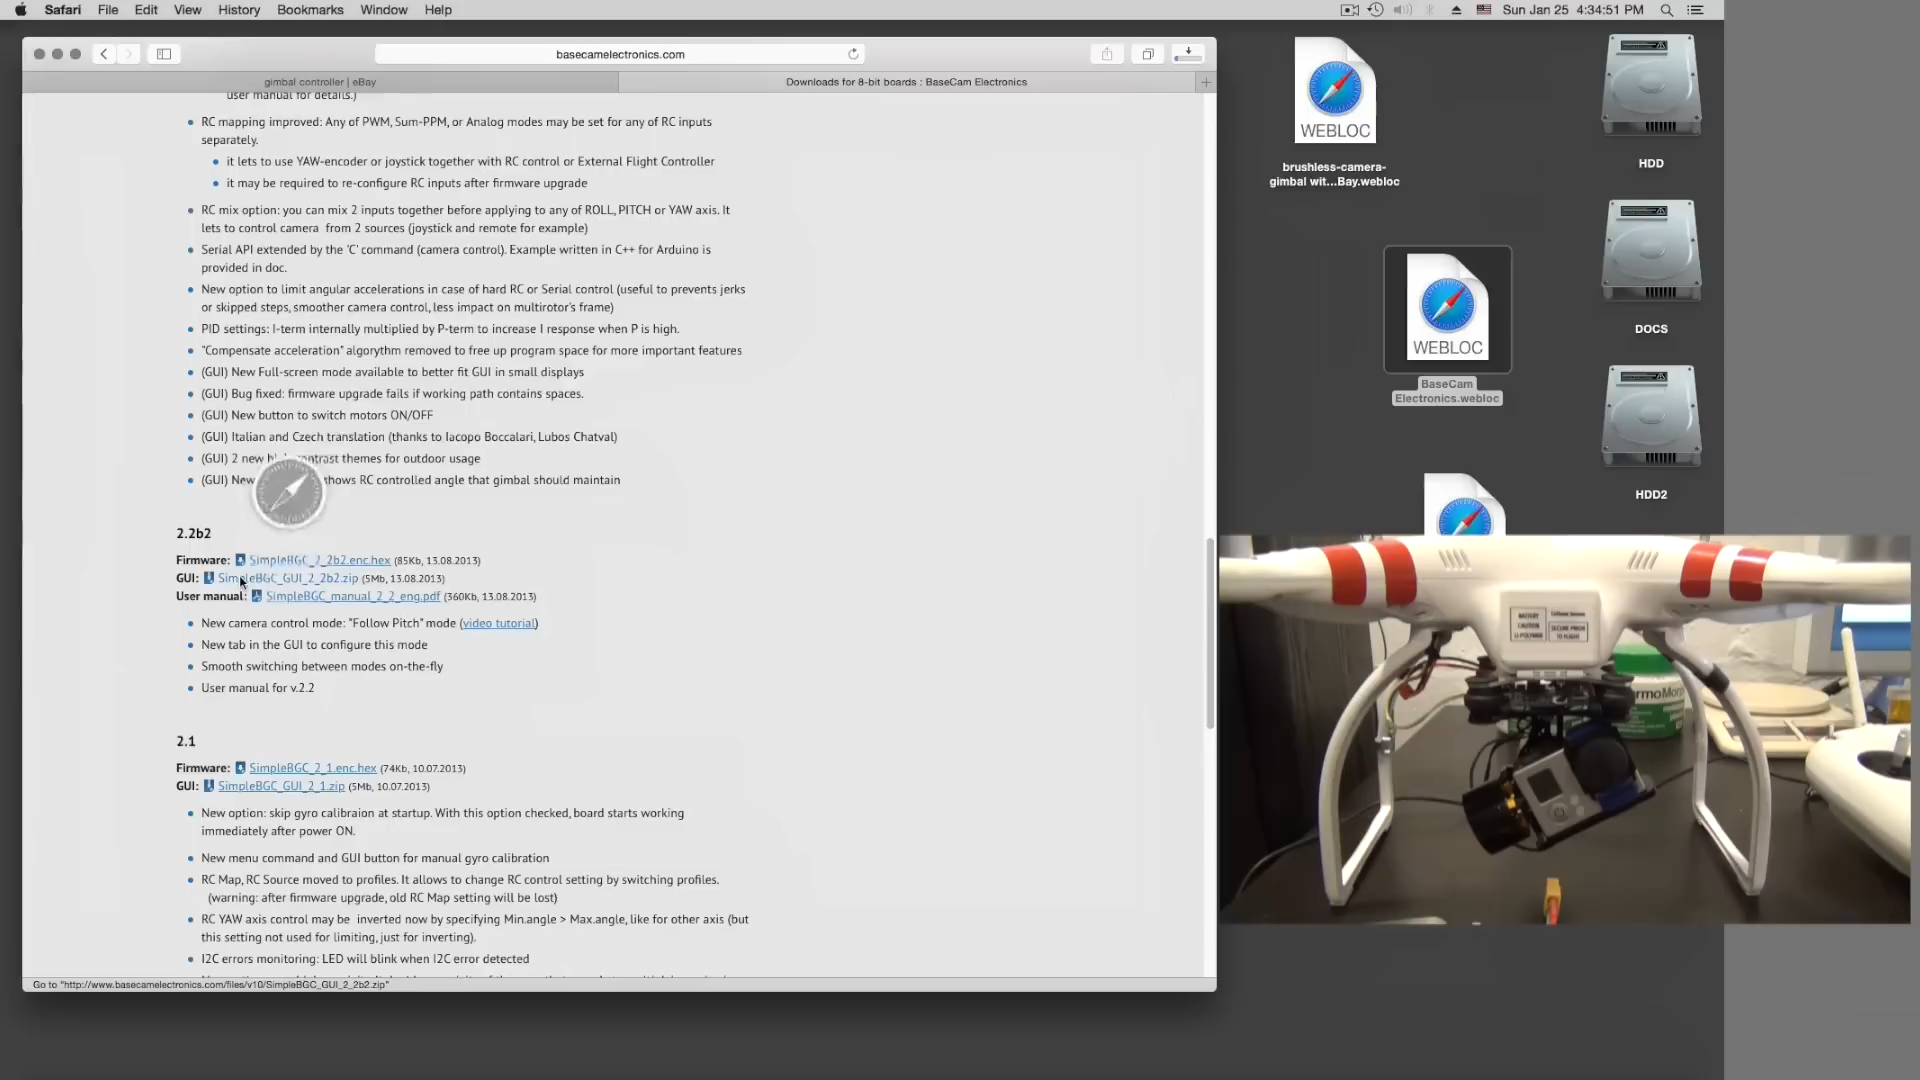 Safari File Edit View History Bookmarks Window Help
Sun Jan 25 4:34:51 PM
basecamelectronics.com
gimbal controller | eBay
Downloads for 8-bit boards : BaseCam Electronics
user manual for details.)
RC mapping improved: Any of PWM, Sum-PPM, or Analog modes may be set for any of RC inputs
separately.
it lets to use YAW-encoder or joystick together with RC control or External Flight Controller
it may be required to re-configure RC inputs after firmware upgrade
RC mix option: you can mix 2 inputs together before applying to any of ROLL, PITCH or YAW axis. It
lets to control camera from 2 sources (joystick and remote for example)
Serial API extended by the 'C' command (camera control). Example written in C++ for Arduino is
provided in doc.
New option to limit angular accelerations in case of hard RC or Serial control (useful to prevents jerks
or skipped steps, smoother camera control, less impact on multirotor's frame)
PID settings: I-term internally multiplied by P-term to increase I response when P is high.
"Compensate acceleration" algorythm removed to free up program space for more important features
(GUI) New Full-screen mode available to better fit GUI in small displays
(GUI) Bug fixed: firmware upgrade fails if working path contains spaces.
(GUI) New button to switch motors ON/OFF
(GUI) Italian and Czech translation (thanks to Iacopo Boccalari, Lubos Chatval)
(GUI) 2 new contrast themes for outdoor usage
(GUI) New shows RC controlled angle that gimbal should maintain
2.2b2
Firmware: SimpleBGC_2_2b2.enc.hex (85Kb, 13.08.2013)
GUI: SimpleBGC_GUI_2_2b2.zip (5Mb, 13.08.2013)
User manual: SimpleBGC_manual_2_2_eng.pdf (360Kb, 13.08.2013)
New camera control mode: "Follow Pitch" mode (video tutorial)
New tab in the GUI to configure this mode
Smooth switching between modes on-the-fly
User manual for v.2.2
2.1
Firmware: SimpleBGC_2_1.enc.hex (74Kb, 10.07.2013)
GUI: SimpleBGC_GUI_2_1.zip (5Mb, 10.07.2013)
New option: skip gyro calibraion at startup. With this option checked, board starts working
immediately after power ON.
New menu command and GUI button for manual gyro calibration
RC Map, RC Source moved to profiles. It allows to change RC control setting by switching profiles.
(warning: after firmware upgrade, old RC Map setting will be lost)
RC YAW axis control may be inverted now by specifying Min.angle > Max.angle, like for other axis (but
this setting not used for limiting, just for inverting).
I2C errors monitoring: LED will blink when I2C error detected
Go to "http://www.basecamelectronics.com/files/v10/SimpleBGC_GUI_2_2b2.zip"
WEBLOC
brushless-camera-
gimbal wit...Bay.webloc
WEBLOC
BaseCam
Electronics.webloc
HDD
DOCS
HDD2
BATTERY
CAUTION
LI-POLYMER
SECURE PRIOR
TO FLIGHT